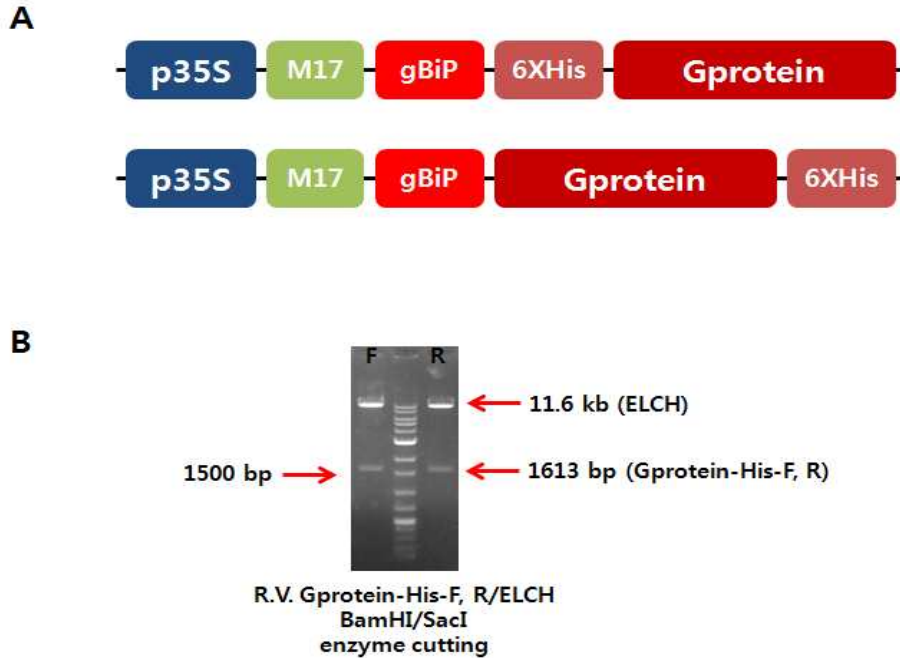 A
p35S M17 gBiP 6XHis Gprotein
p35S M17 gBiP Gprotein 6XHis
B
F R
11.6 kb (ELCH)
1500 bp
1613 bp (Gprotein-His-F, R)
R.V. Gprotein-His-F, R/ELCH
BamHI/SacI
enzyme cutting